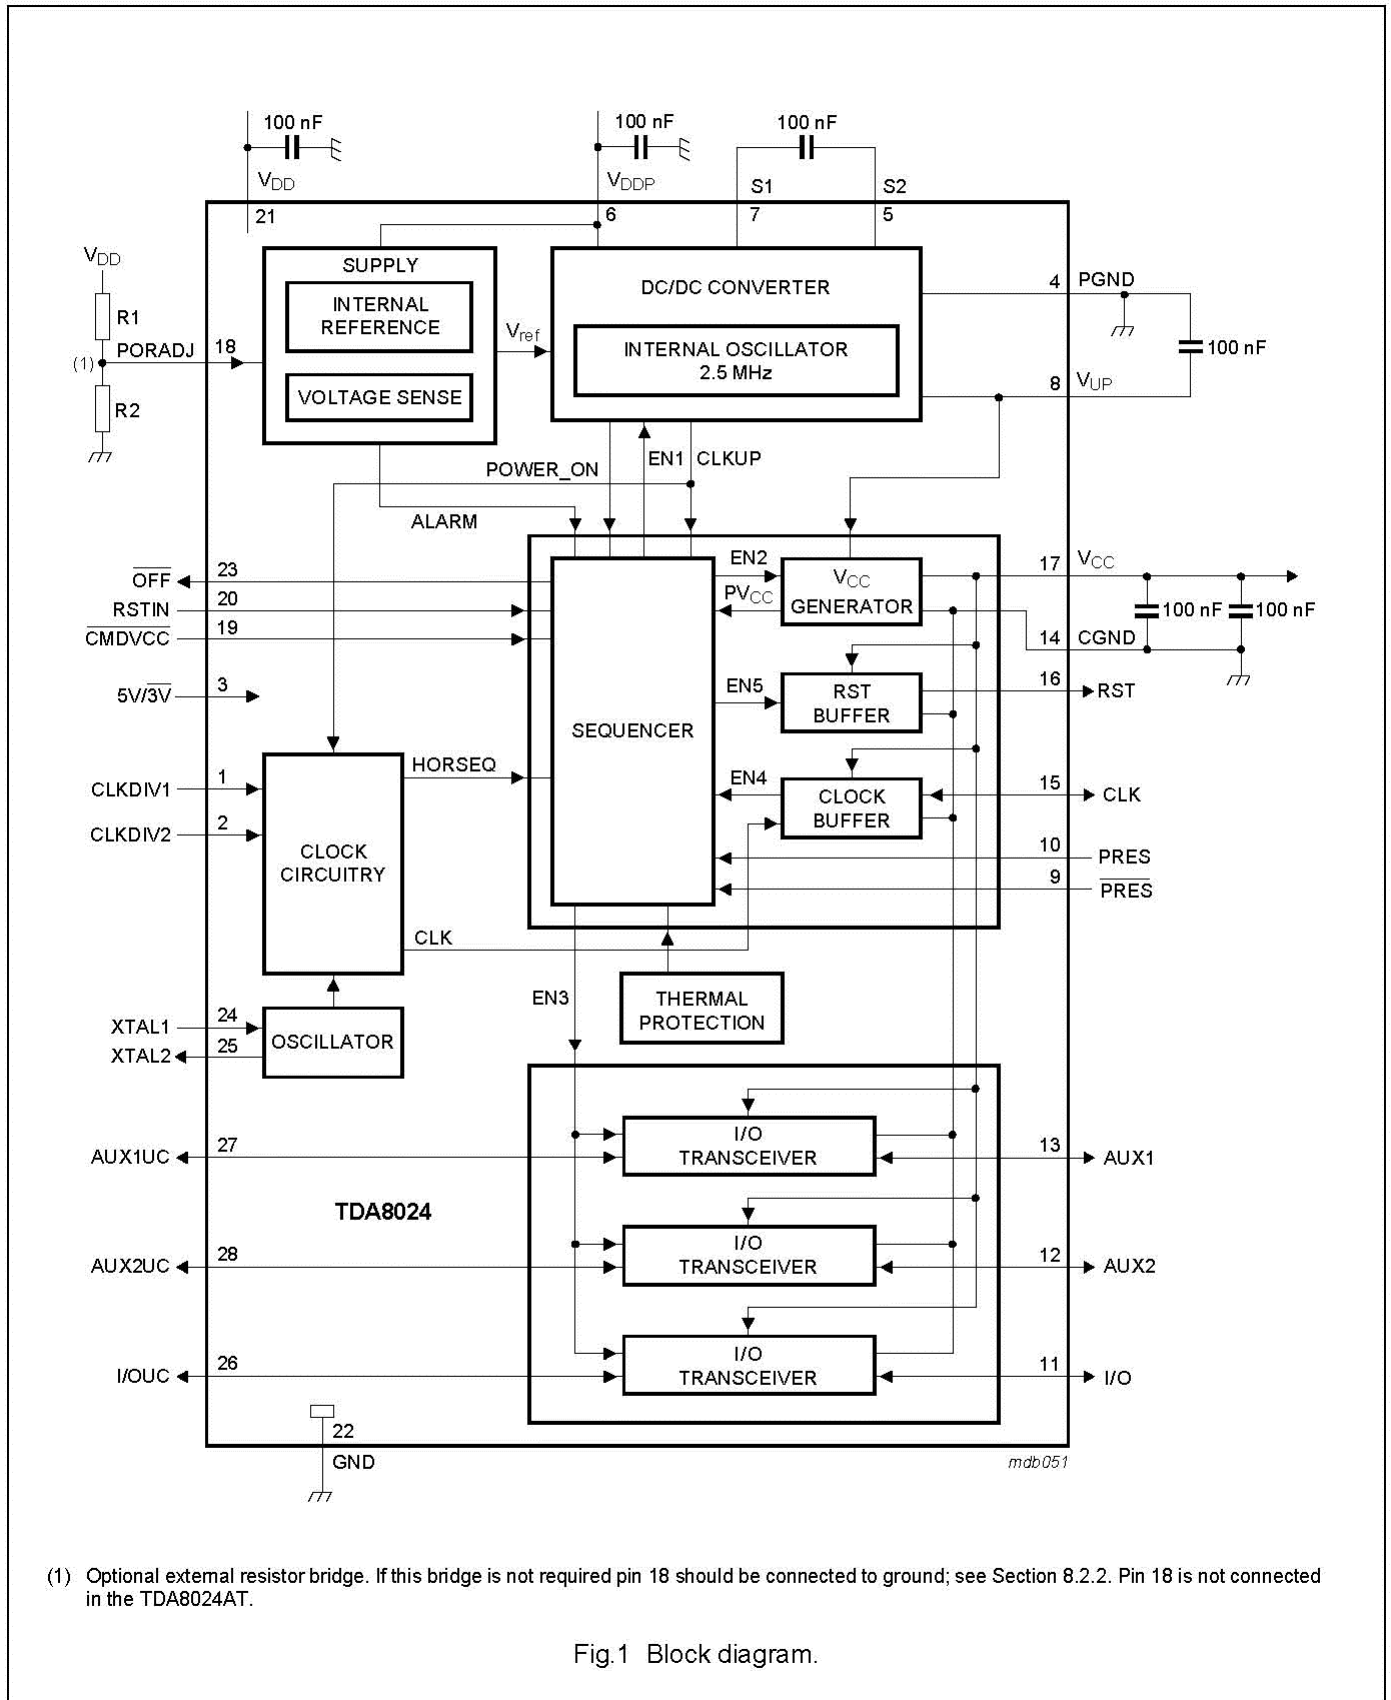 100 nF
100 nF
100 nF
VDD
VDDP
S1
S2
21
6
7
5
VDD
SUPPLY
INTERNAL
REFERENCE
VOLTAGE SENSE
R1
(1)
PORADJ
18
R2
Vref
DC/DC CONVERTER
INTERNAL OSCILLATOR
2.5 MHz
4
PGND
100 nF
8
VUP
POWER_ON
EN1
CLKUP
ALARM
OFF
23
RSTIN
20
CMDVCC
19
5V/3V
3
SEQUENCER
EN2
PVCC
VCC
GENERATOR
17
VCC
100 nF
100 nF
14
CGND
EN5
RST
BUFFER
16
RST
HORSEQ
EN4
CLOCK
BUFFER
15
CLK
10
PRES
9
PRES
CLKDIV1
1
CLKDIV2
2
CLOCK
CIRCUITRY
CLK
EN3
THERMAL
PROTECTION
XTAL1
24
XTAL2
25
OSCILLATOR
AUX1UC
27
I/O
TRANSCEIVER
13
AUX1
TDA8024
AUX2UC
28
I/O
TRANSCEIVER
12
AUX2
I/OUC
26
I/O
TRANSCEIVER
11
I/O
22
GND
mdb051
(1) Optional external resistor bridge. If this bridge is not required pin 18 should be connected to ground; see Section 8.2.2. Pin 18 is not connected
in the TDA8024AT.
Fig.1 Block diagram.